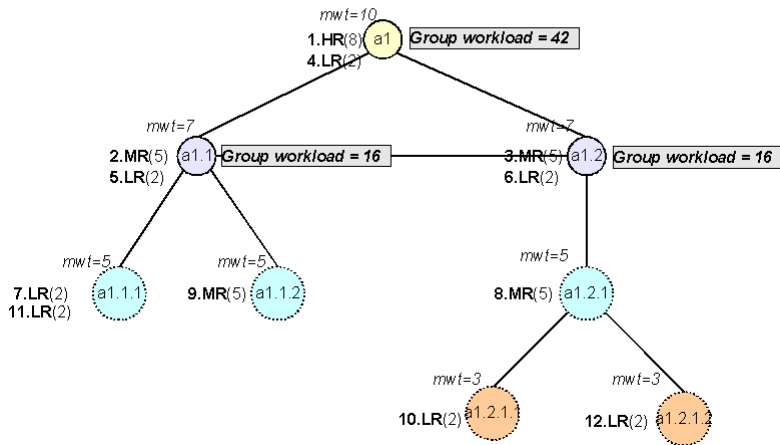 mwt=10
1.HR(8) a1 Group workload = 42
4.LR(2)
mwt=7 mwt=7
2.MR(5) a1.1 Group workload = 16 3.MR(5) a1.2 Group workload = 16
5.LR(2) 6.LR(2)
mwt=5 mwt=5 mwt=5
7.LR(2) a1.1.1 9.MR(5) a1.1.2 8.MR(5) a1.2.1
11.LR(2)
mwt=3 mwt=3
10.LR(2) a1.2.1.1 12.LR(2) a1.2.1.2